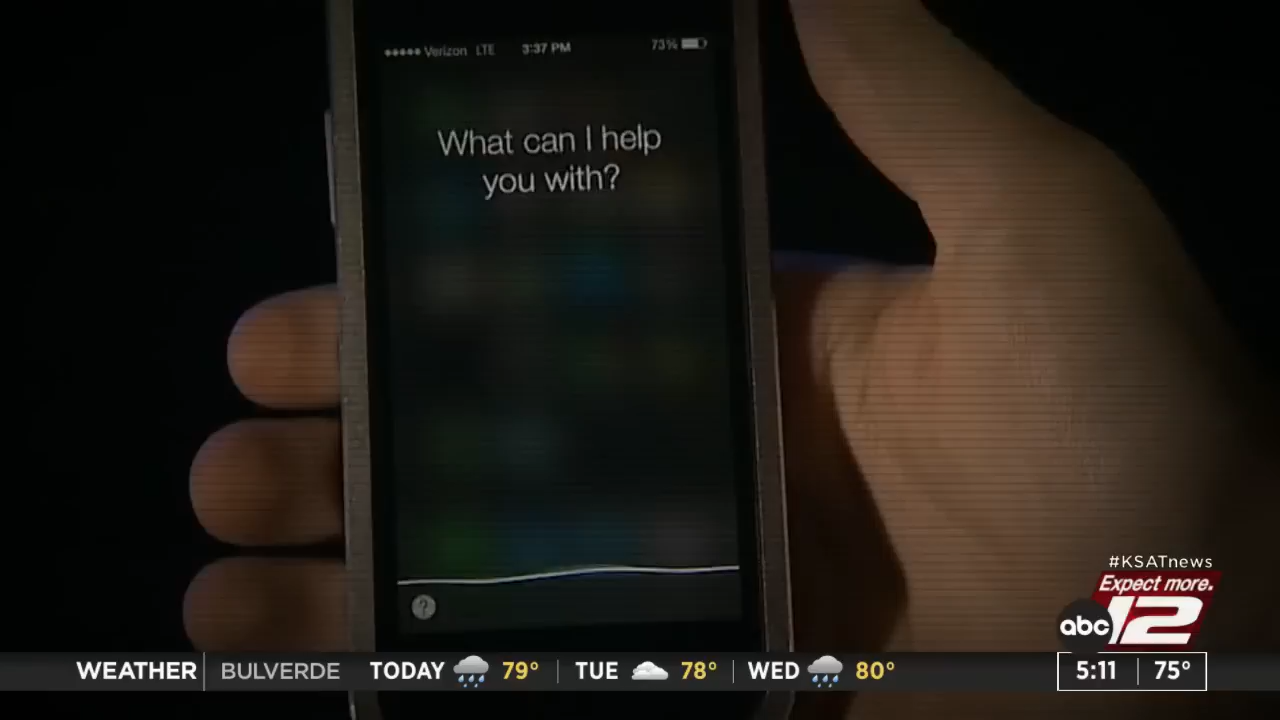 Verizon LTE 3:37 PM 73%
What can I help
you with?
?
#KSATnews
Expect more.
abc 12
WEATHER BULVERDE TODAY 79° TUE 78° WED 80° 5:11 75°